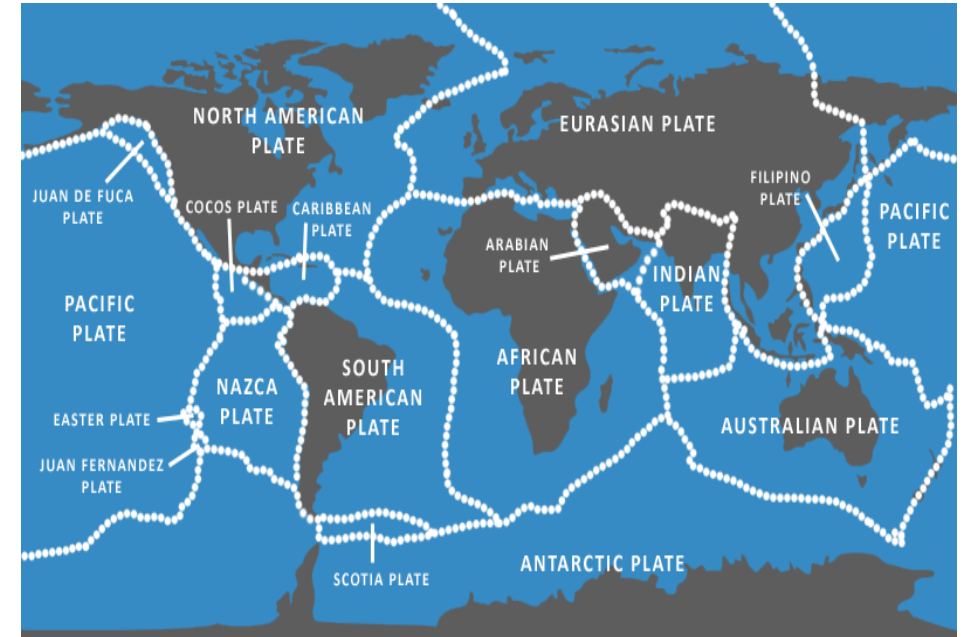 NORTH AMERICAN
PLATE
EURASIAN PLATE
JUAN DE FUCA
PLATE
COCOS PLATE
CARIBBEAN
PLATE
FILIPINO
PLATE
PACIFIC
PLATE
ARABIAN
PLATE
INDIAN
PLATE
PACIFIC
PLATE
AFRICAN
PLATE
SOUTH
AMERICAN
PLATE
NAZCA
PLATE
EASTER PLATE
AUSTRALIAN PLATE
JUAN FERNANDEZ
PLATE
ANTARCTIC PLATE
SCOTIA PLATE